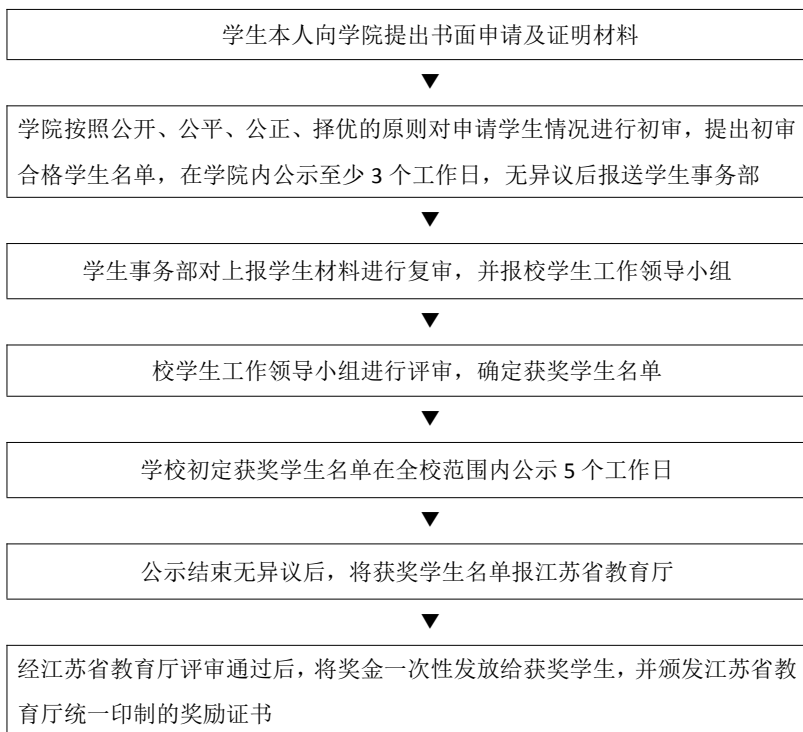 学生本人向学院提出书面申请及证明材料
▼
学院按照公开、公平、公正、择优的原则对申请学生情况进行初审，提出初审
合格学生名单，在学院内公示至少 3 个工作日，无异议后报送学生事务部
▼
学生事务部对上报学生材料进行复审，并报校学生工作领导小组
▼
校学生工作领导小组进行评审，确定获奖学生名单
▼
学校初定获奖学生名单在全校范围内公示 5 个工作日
▼
公示结束无异议后，将获奖学生名单报江苏省教育厅
▼
经江苏省教育厅评审通过后，将奖金一次性发放给获奖学生，并颁发江苏省教
育厅统一印制的奖励证书